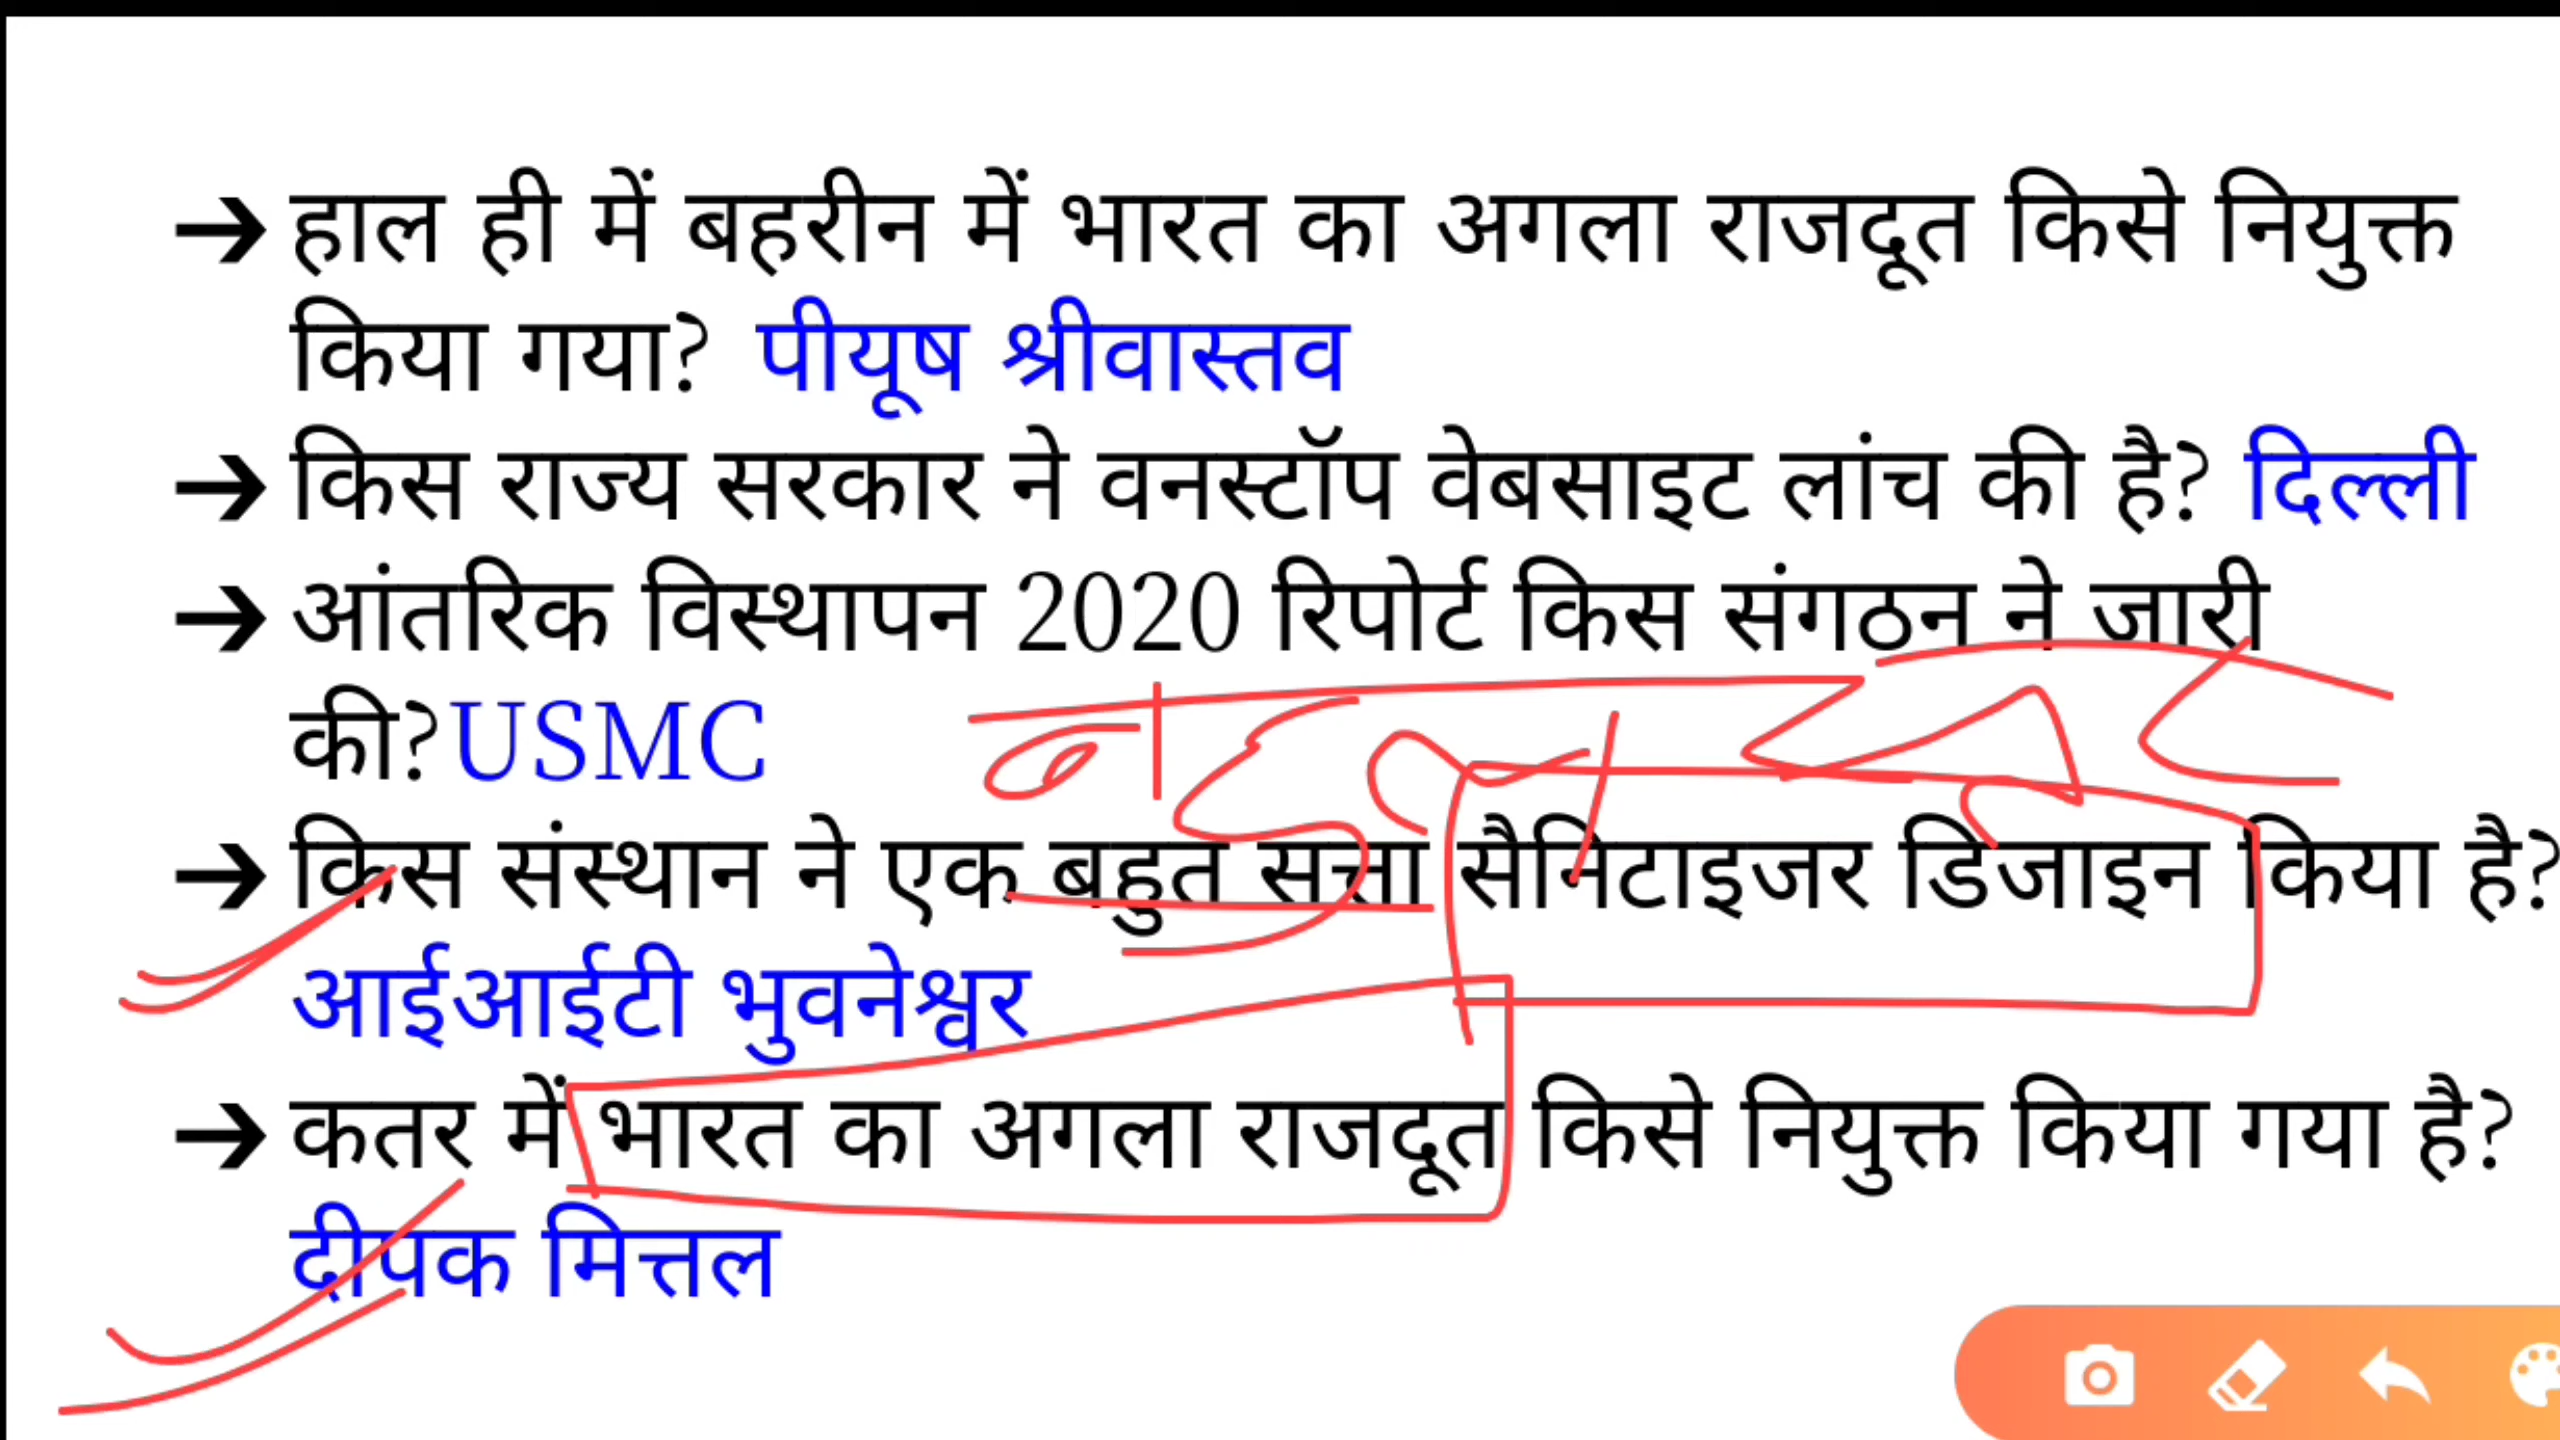 → हाल ही में बहरीन में भारत का अगला राजदूत किसे नियुक्त
किया गया? पीयूष श्रीवास्तव
→ किस राज्य सरकार ने वनस्टॉप वेबसाइट लांच की है? दिल्ली
→ आंतरिक विस्थापन 2020 रिपोर्ट किस संगठन ने जारी
की? USMC
→ किस संस्थान ने एक बहुत सत्ता सैनिटाइजर डिजाइन किया है?
आईआईटी भुवनेश्वर
→ कतर में भारत का अगला राजदूत किसे नियुक्त किया गया है?
दीपक मित्तल